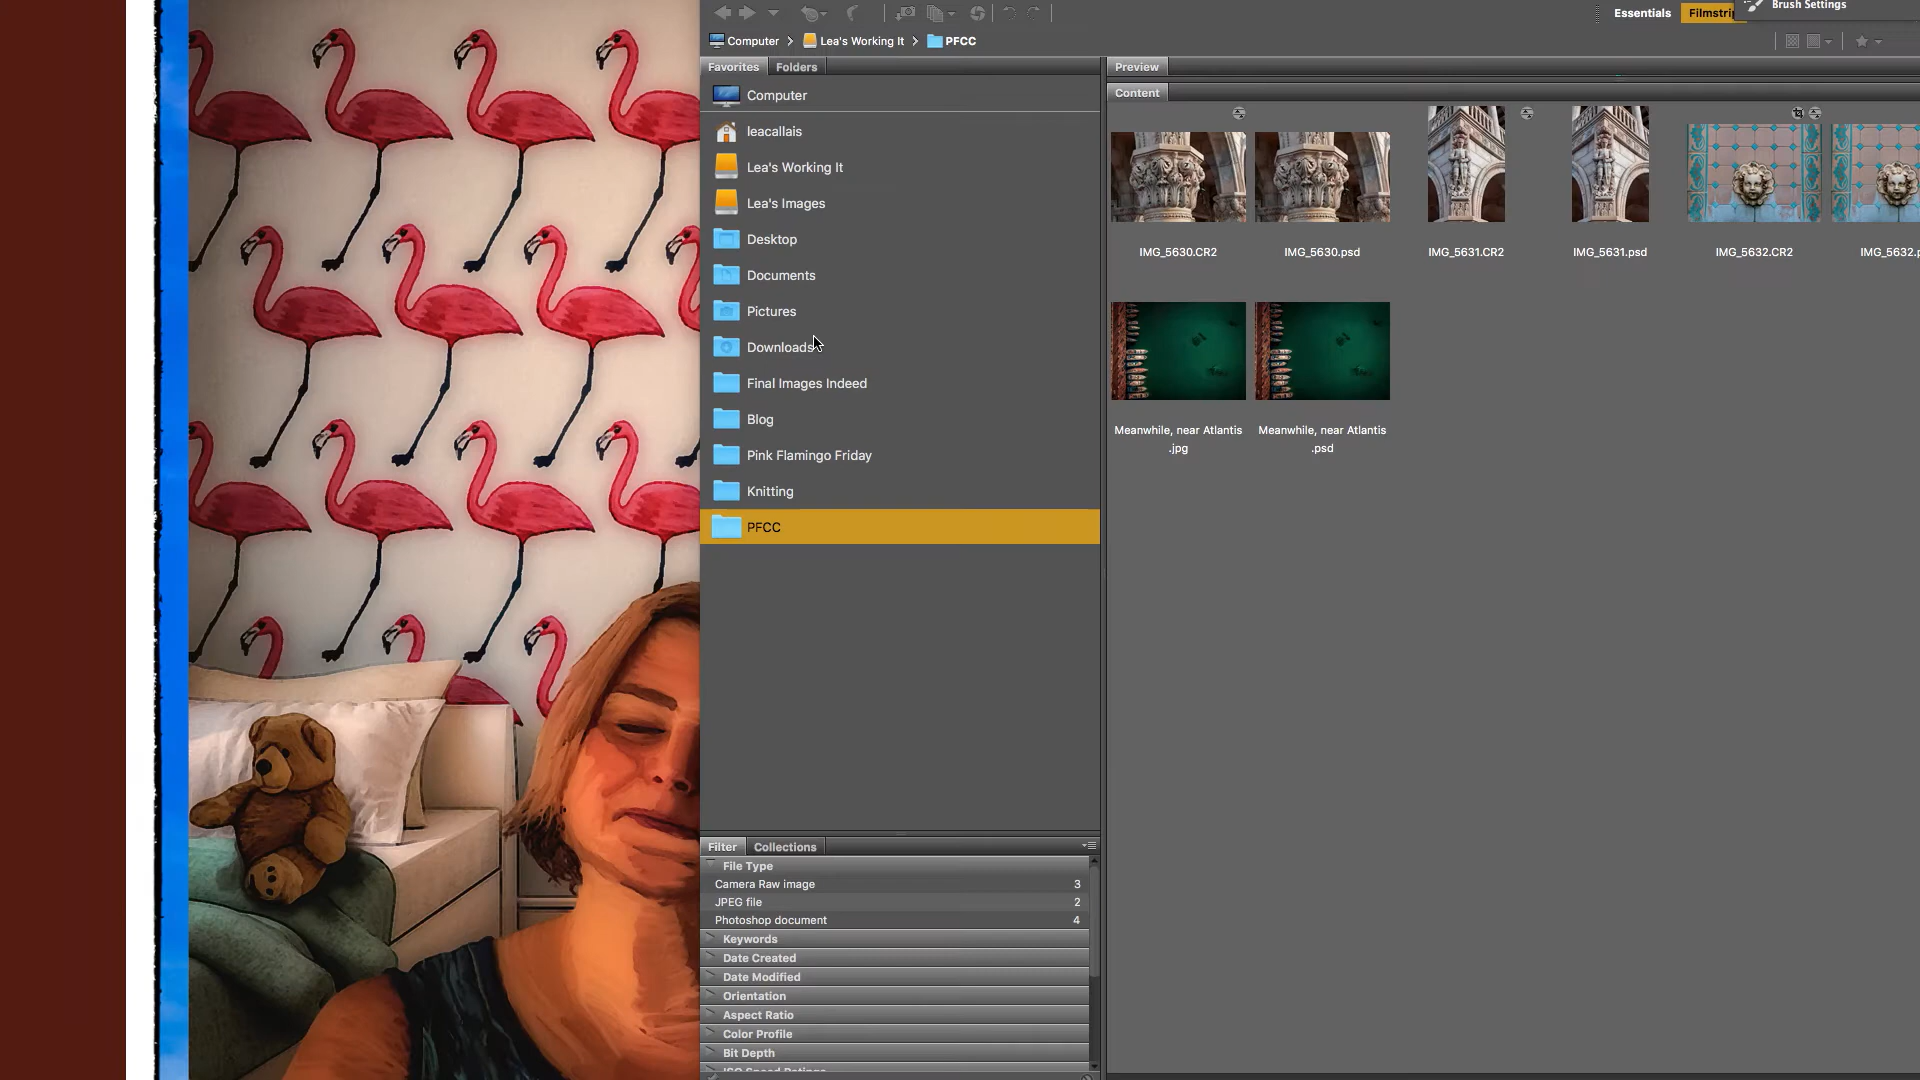 Essentials
Brush Settings
Computer
Lea's Working It
PFCC
Favorites
Folders
Preview
Content
Computer
leacallais
Lea's Working It
Lea's Images
Desktop
Documents
Pictures
Downloads
Final Images Indeed
Blog
Pink Flamingo Friday
Knitting
PFCC
IMG_5630.CR2
IMG_5630.psd
IMG_5631.CR2
IMG_5631.psd
IMG_5632.CR2
Meanwhile, near Atlantis
.jpg
Meanwhile, near Atlantis
.psd
Filter
Collections
File Type
Camera Raw image 3
JPEG file 2
Photoshop document 4
Keywords
Date Created
Date Modified
Orientation
Aspect Ratio
Color Profile
Bit Depth